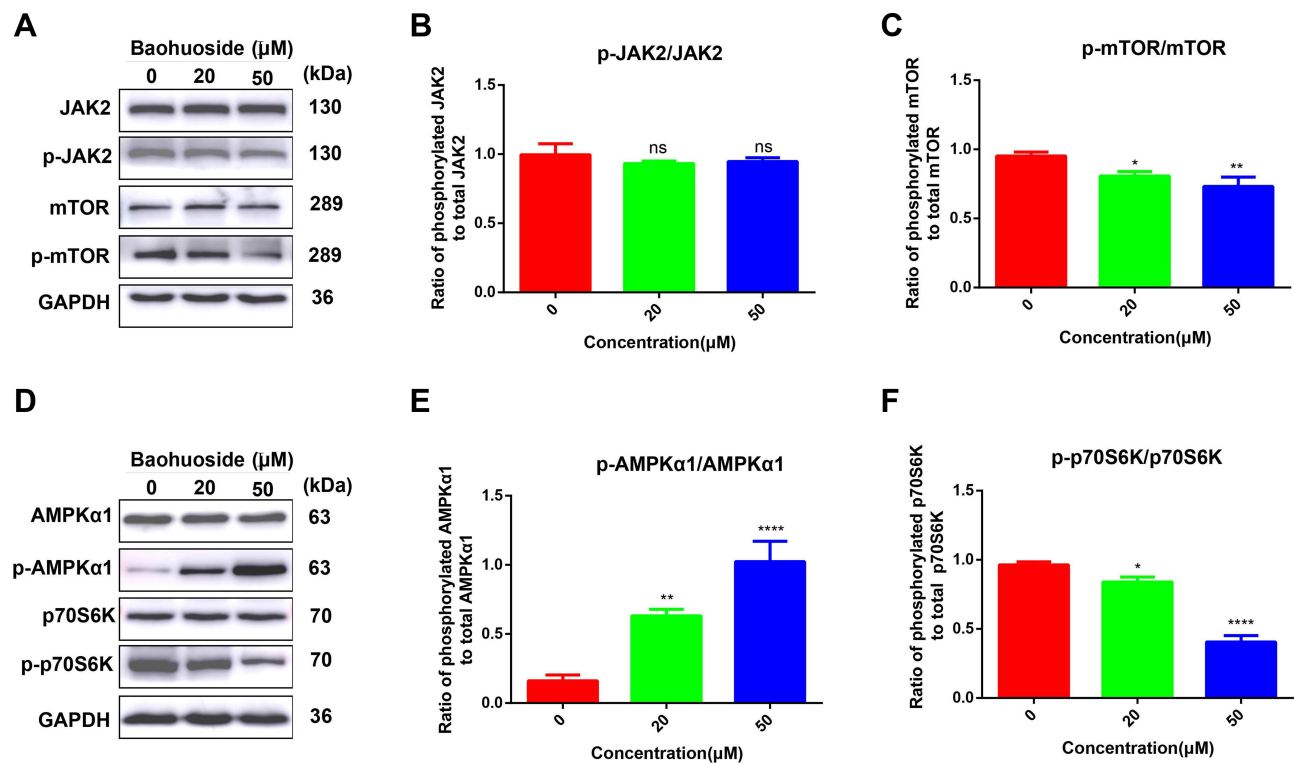 A
Baohuoside (μM)
0 20 50 (kDa)
JAK2 130
p-JAK2 130
mTOR 289
p-mTOR 289
GAPDH 36
B
p-JAK2/JAK2
Ratio of phosphorylated JAK2
to total JAK2
1.5
1.0
0.5
0.0
ns
ns
0 20 50
Concentration(μM)
C
p-mTOR/mTOR
Ratio of phosphorylated mTOR
to total mTOR
1.5
1.0
0.5
0.0
*
**
0 20 50
Concentration(μM)
D
Baohuoside (μM)
0 20 50 (kDa)
AMPKα1 63
p-AMPKα1 63
p70S6K 70
p-p70S6K 70
GAPDH 36
E
p-AMPKα1/AMPKα1
Ratio of phosphorylated AMPKα1
to total AMPKα1
1.5
1.0
0.5
0.0
**
****
0 20 50
Concentration(μM)
F
p-p70S6K/p70S6K
Ratio of phosphorylated p70S6K
to total p70S6K
1.5
1.0
0.5
0.0
*
****
0 20 50
Concentration(μM)